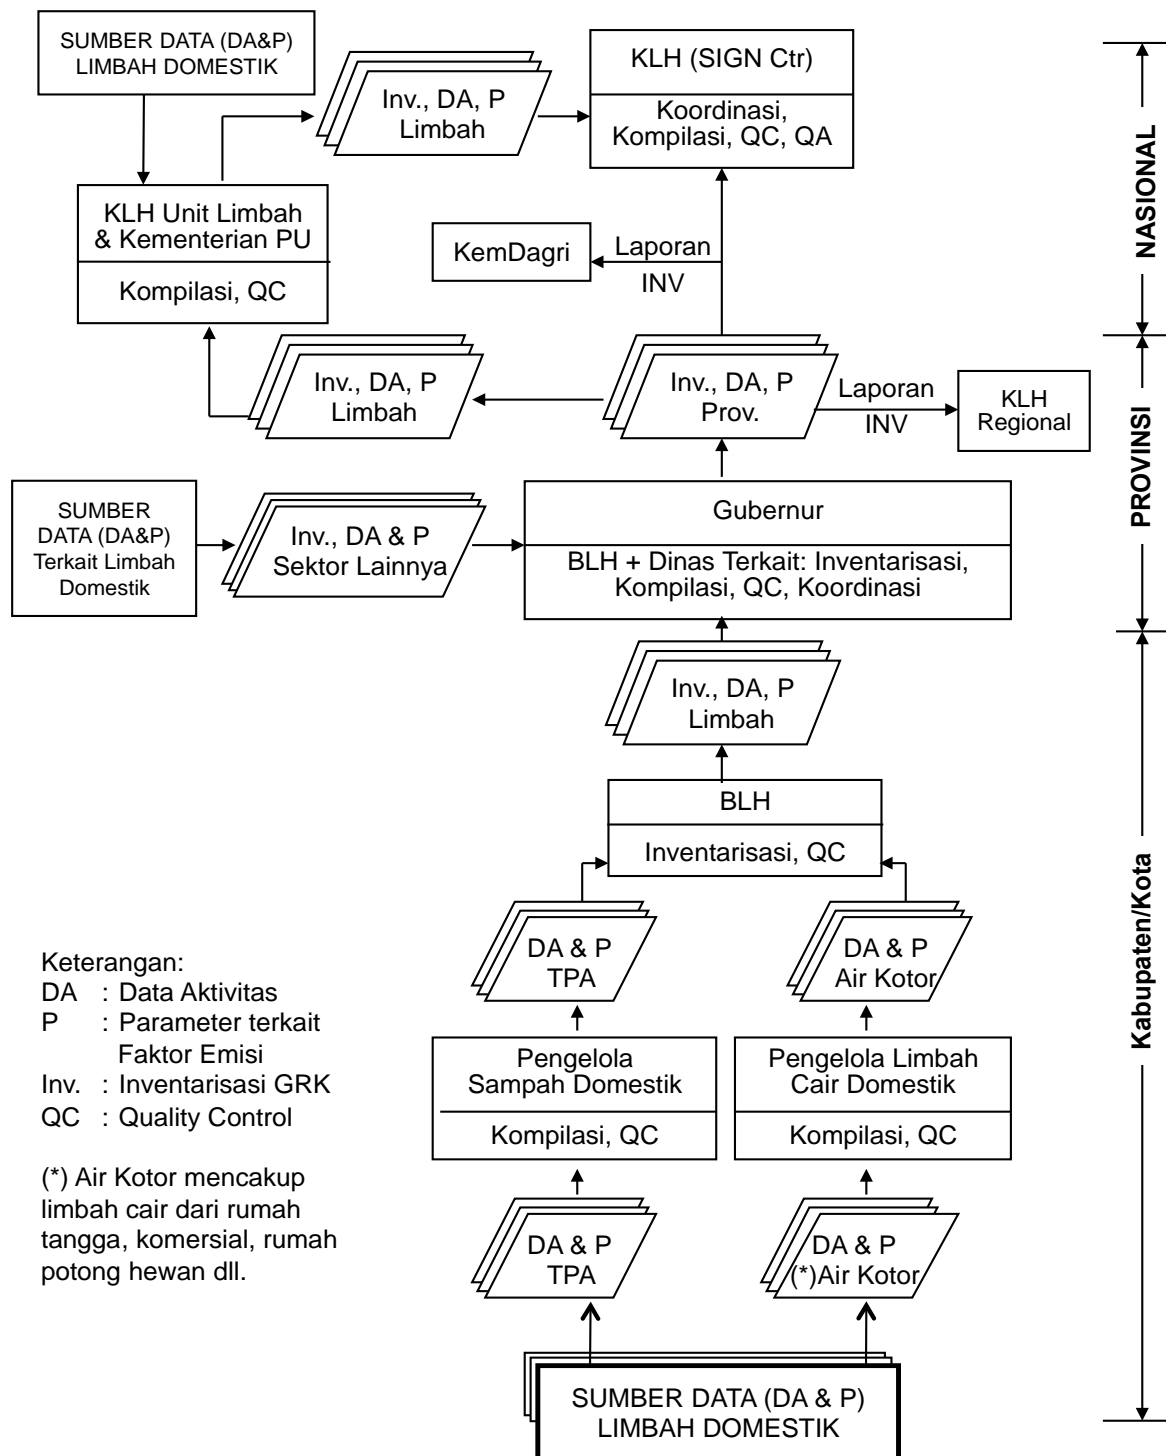 SUMBER DATA (DA&P)
LIMBAH DOMESTIK
Inv., DA, P
Limbah
KLH (SIGN Ctr)
Koordinasi,
Kompilasi, QC, QA
NASIONAL
KLH Unit Limbah
& Kementerian PU
Kompilasi, QC
KemDagri
Laporan
INV
Inv., DA, P
Limbah
Inv., DA, P
Prov.
Laporan
INV
KLH
Regional
PROVINSI
SUMBER
DATA (DA&P)
Terkait Limbah
Domestik
Inv., DA & P
Sektor Lainnya
Gubernur
BLH + Dinas Terkait: Inventarisasi,
Kompilasi, QC, Koordinasi
Inv., DA, P
Limbah
BLH
Inventarisasi, QC
Kabupaten/Kota
DA & P
TPA
DA & P
Air Kotor
Pengelola
Sampah Domestik
Kompilasi, QC
Pengelola Limbah
Cair Domestik
Kompilasi, QC
DA & P
TPA
DA & P
(*)Air Kotor
SUMBER DATA (DA & P)
LIMBAH DOMESTIK
Keterangan:
DA : Data Aktivitas
P : Parameter terkait
Faktor Emisi
Inv. : Inventarisasi GRK
QC : Quality Control
(*) Air Kotor mencakup
limbah cair dari rumah
tangga, komersial, rumah
potong hewan dll.